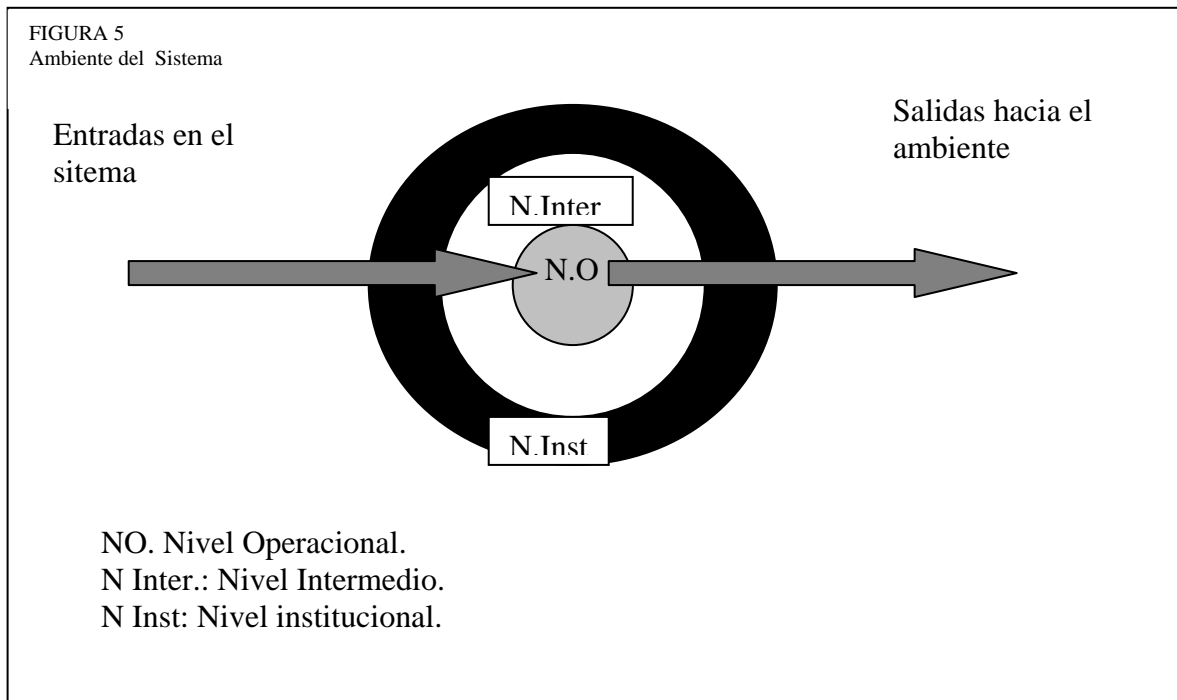 FIGURA 5
Ambiente del Sistema
Entradas en el
sitema
Salidas hacia el
ambiente
N.Inter
N.O
N.Inst
NO. Nivel Operacional.
N Inter.: Nivel Intermedio.
N Inst: Nivel institucional.